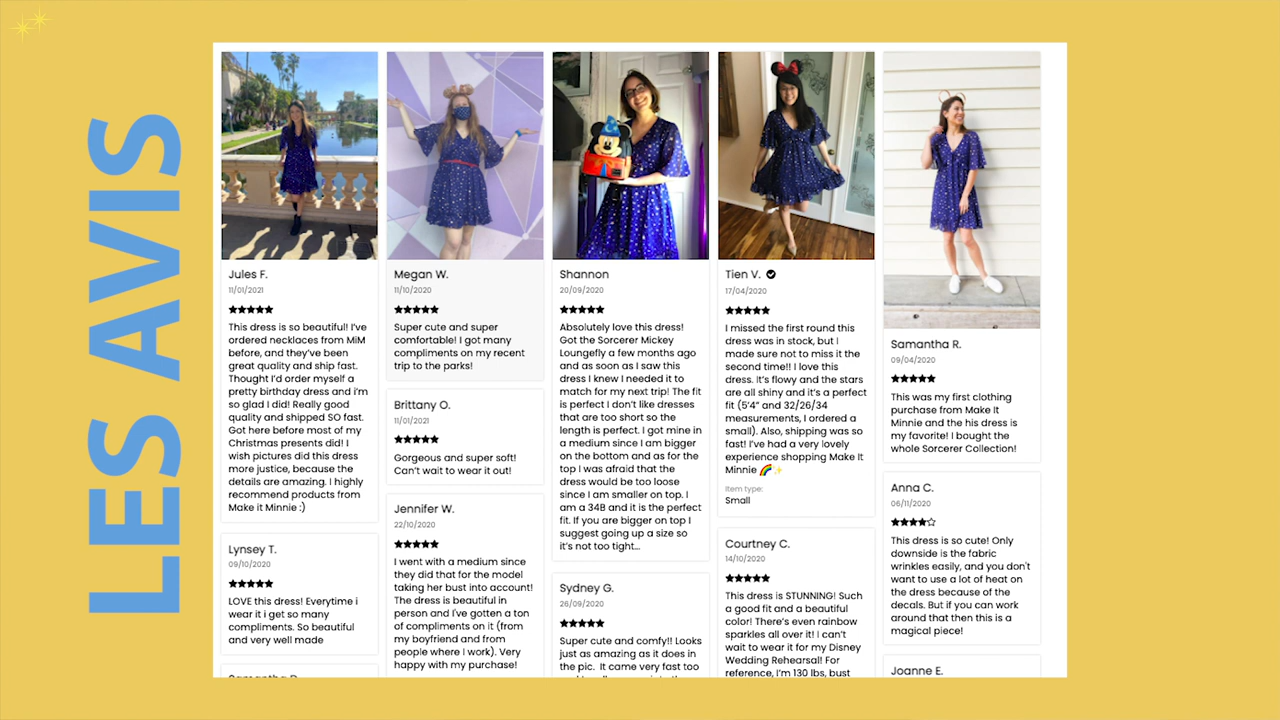 LES AVIS
Jules F.
11/01/2021
This dress is so beautiful! I've
ordered necklaces from MiM
before, and they've been
great quality and ship fast.
Thought I'd order myself a
pretty birthday dress and i'm
so glad I did! Really good
quality and shipped SO fast.
Got here before most of my
Christmas presents did! I
wish pictures did this dress
more justice, because the
details are amazing. I highly
recommend products from
Make it Minnie :)
Lynsey T.
09/10/2020
LOVE this dress! Everytime i
wear it i get so many
compliments. So beautiful
and very well made
Megan W.
11/10/2020
Super cute and super
comfortable! I got many
compliments on my recent
trip to the parks!
Brittany O.
11/01/2021
Gorgeous and super soft!
Can't wait to wear it out!
Jennifer W.
22/10/2020
I went with a medium since
they did that for the model
taking her bust into account!
The dress is beautiful in
person and I've gotten a ton
of compliments on it (from
my boyfriend and from
people where I work). Very
happy with my purchase!
Shannon
20/09/2020
Absolutely love this dress!
Got the Sorcerer Mickey
Loungefly a few months ago
and as soon as I saw this
dress I knew I needed it to
match for my next trip! The fit
is perfect I don't like dresses
that are too short so the
length is perfect. I got mine in
a medium since I am bigger
on the bottom and as for the
top I was afraid that the
dress would be too loose
since I am smaller on top. I
am a 34B and it is the perfect
fit. If you are bigger on top I
suggest going up a size so
it's not too tight...
Sydney G.
26/09/2020
Super cute and comfy!! Looks
just as amazing as it does in
the pic. It came very fast too
Tien V.
17/04/2020
I missed the first round this
dress was in stock, but I
made sure not to miss it the
second time!! I love this
dress. It's flowy and the stars
are all shiny and it's a perfect
fit (5'4" and 32/26/34
measurements, I ordered a
small). Also, shipping was so
fast! I've had a very lovely
experience shopping Make It
Minnie 🌈✨
Item type:
Small
Courtney C.
14/10/2020
This dress is STUNNING! Such
a good fit and a beautiful
color! There's even rainbow
sparkles all over it! I can't
wait to wear it for my Disney
Wedding Rehearsal! For
reference, I'm 130 lbs, bust
Samantha R.
09/04/2020
This was my first clothing
purchase from Make It
Minnie and the his dress is
my favorite! I bought the
whole Sorcerer Collection!
Anna C.
06/11/2020
This dress is so cute! Only
downside is the fabric
wrinkles easily, and you don't
want to use a lot of heat on
the dress because of the
decals. But if you can work
around that then this is a
magical piece!
Joanne E.